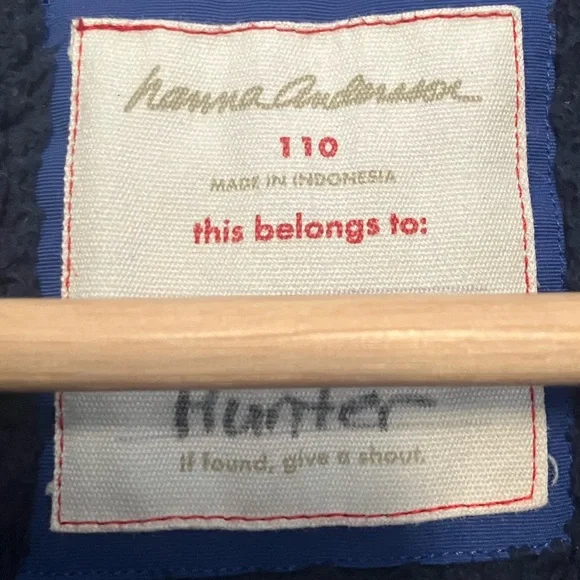 hanna andersson
110
MADE IN INDONESIA
this belongs to:
Hunter
If found, give a shout.